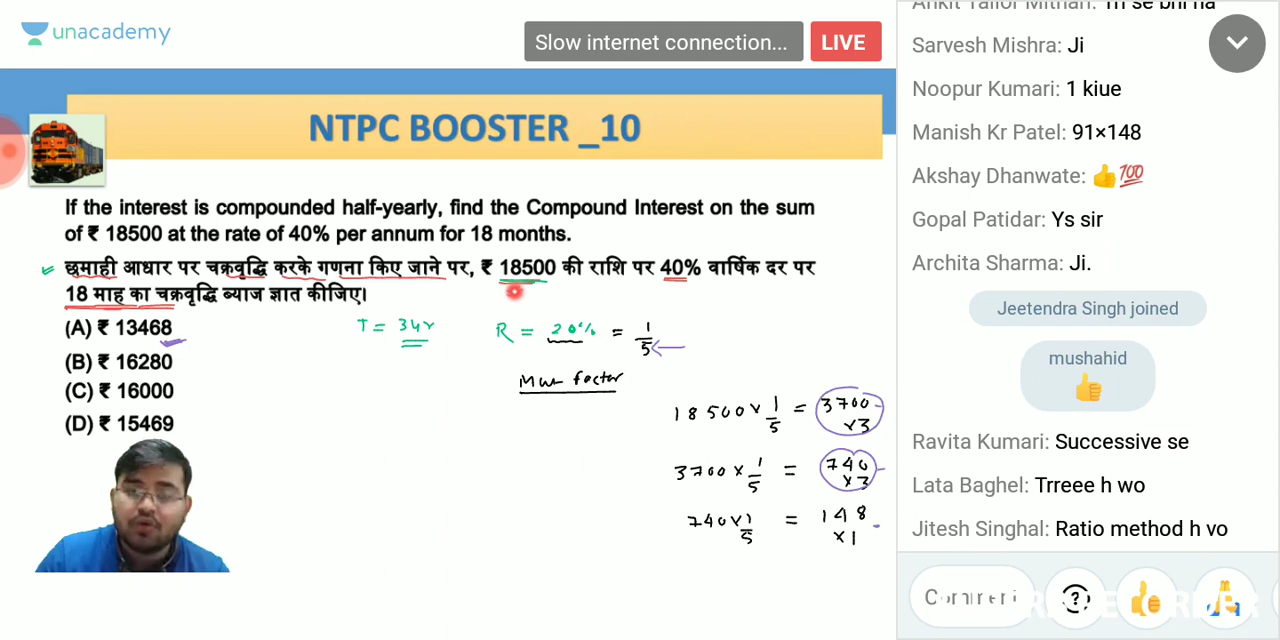 unacademy
Slow internet connection...
LIVE
NTPC BOOSTER _10
If the interest is compounded half-yearly, find the Compound Interest on the sum
of ₹ 18500 at the rate of 40% per annum for 18 months.
छमाही आधार पर चक्रवृद्धि करके गणना किए जाने पर, ₹ 18500 की राशि पर 40% वार्षिक दर पर
18 माह का चक्रवृद्धि ब्याज ज्ञात कीजिए।
(A) ₹ 13468
(B) ₹ 16280
(C) ₹ 16000
(D) ₹ 15469
T = 3 yr
R = 20% = 1/5
factor
18500 × 1/5 = 3700
×3
3700 × 1/5 = 740
×3
740 × 1/5 = 148
×1
Sarvesh Mishra: Ji
Noopur Kumari: 1 kiue
Manish Kr Patel: 91×148
Akshay Dhanwate: 👍💯
Gopal Patidar: Ys sir
Archita Sharma: Ji.
Jeetendra Singh joined
mushahid
👍
Ravita Kumari: Successive se
Lata Baghel: Trreee h wo
Jitesh Singhal: Ratio method h vo